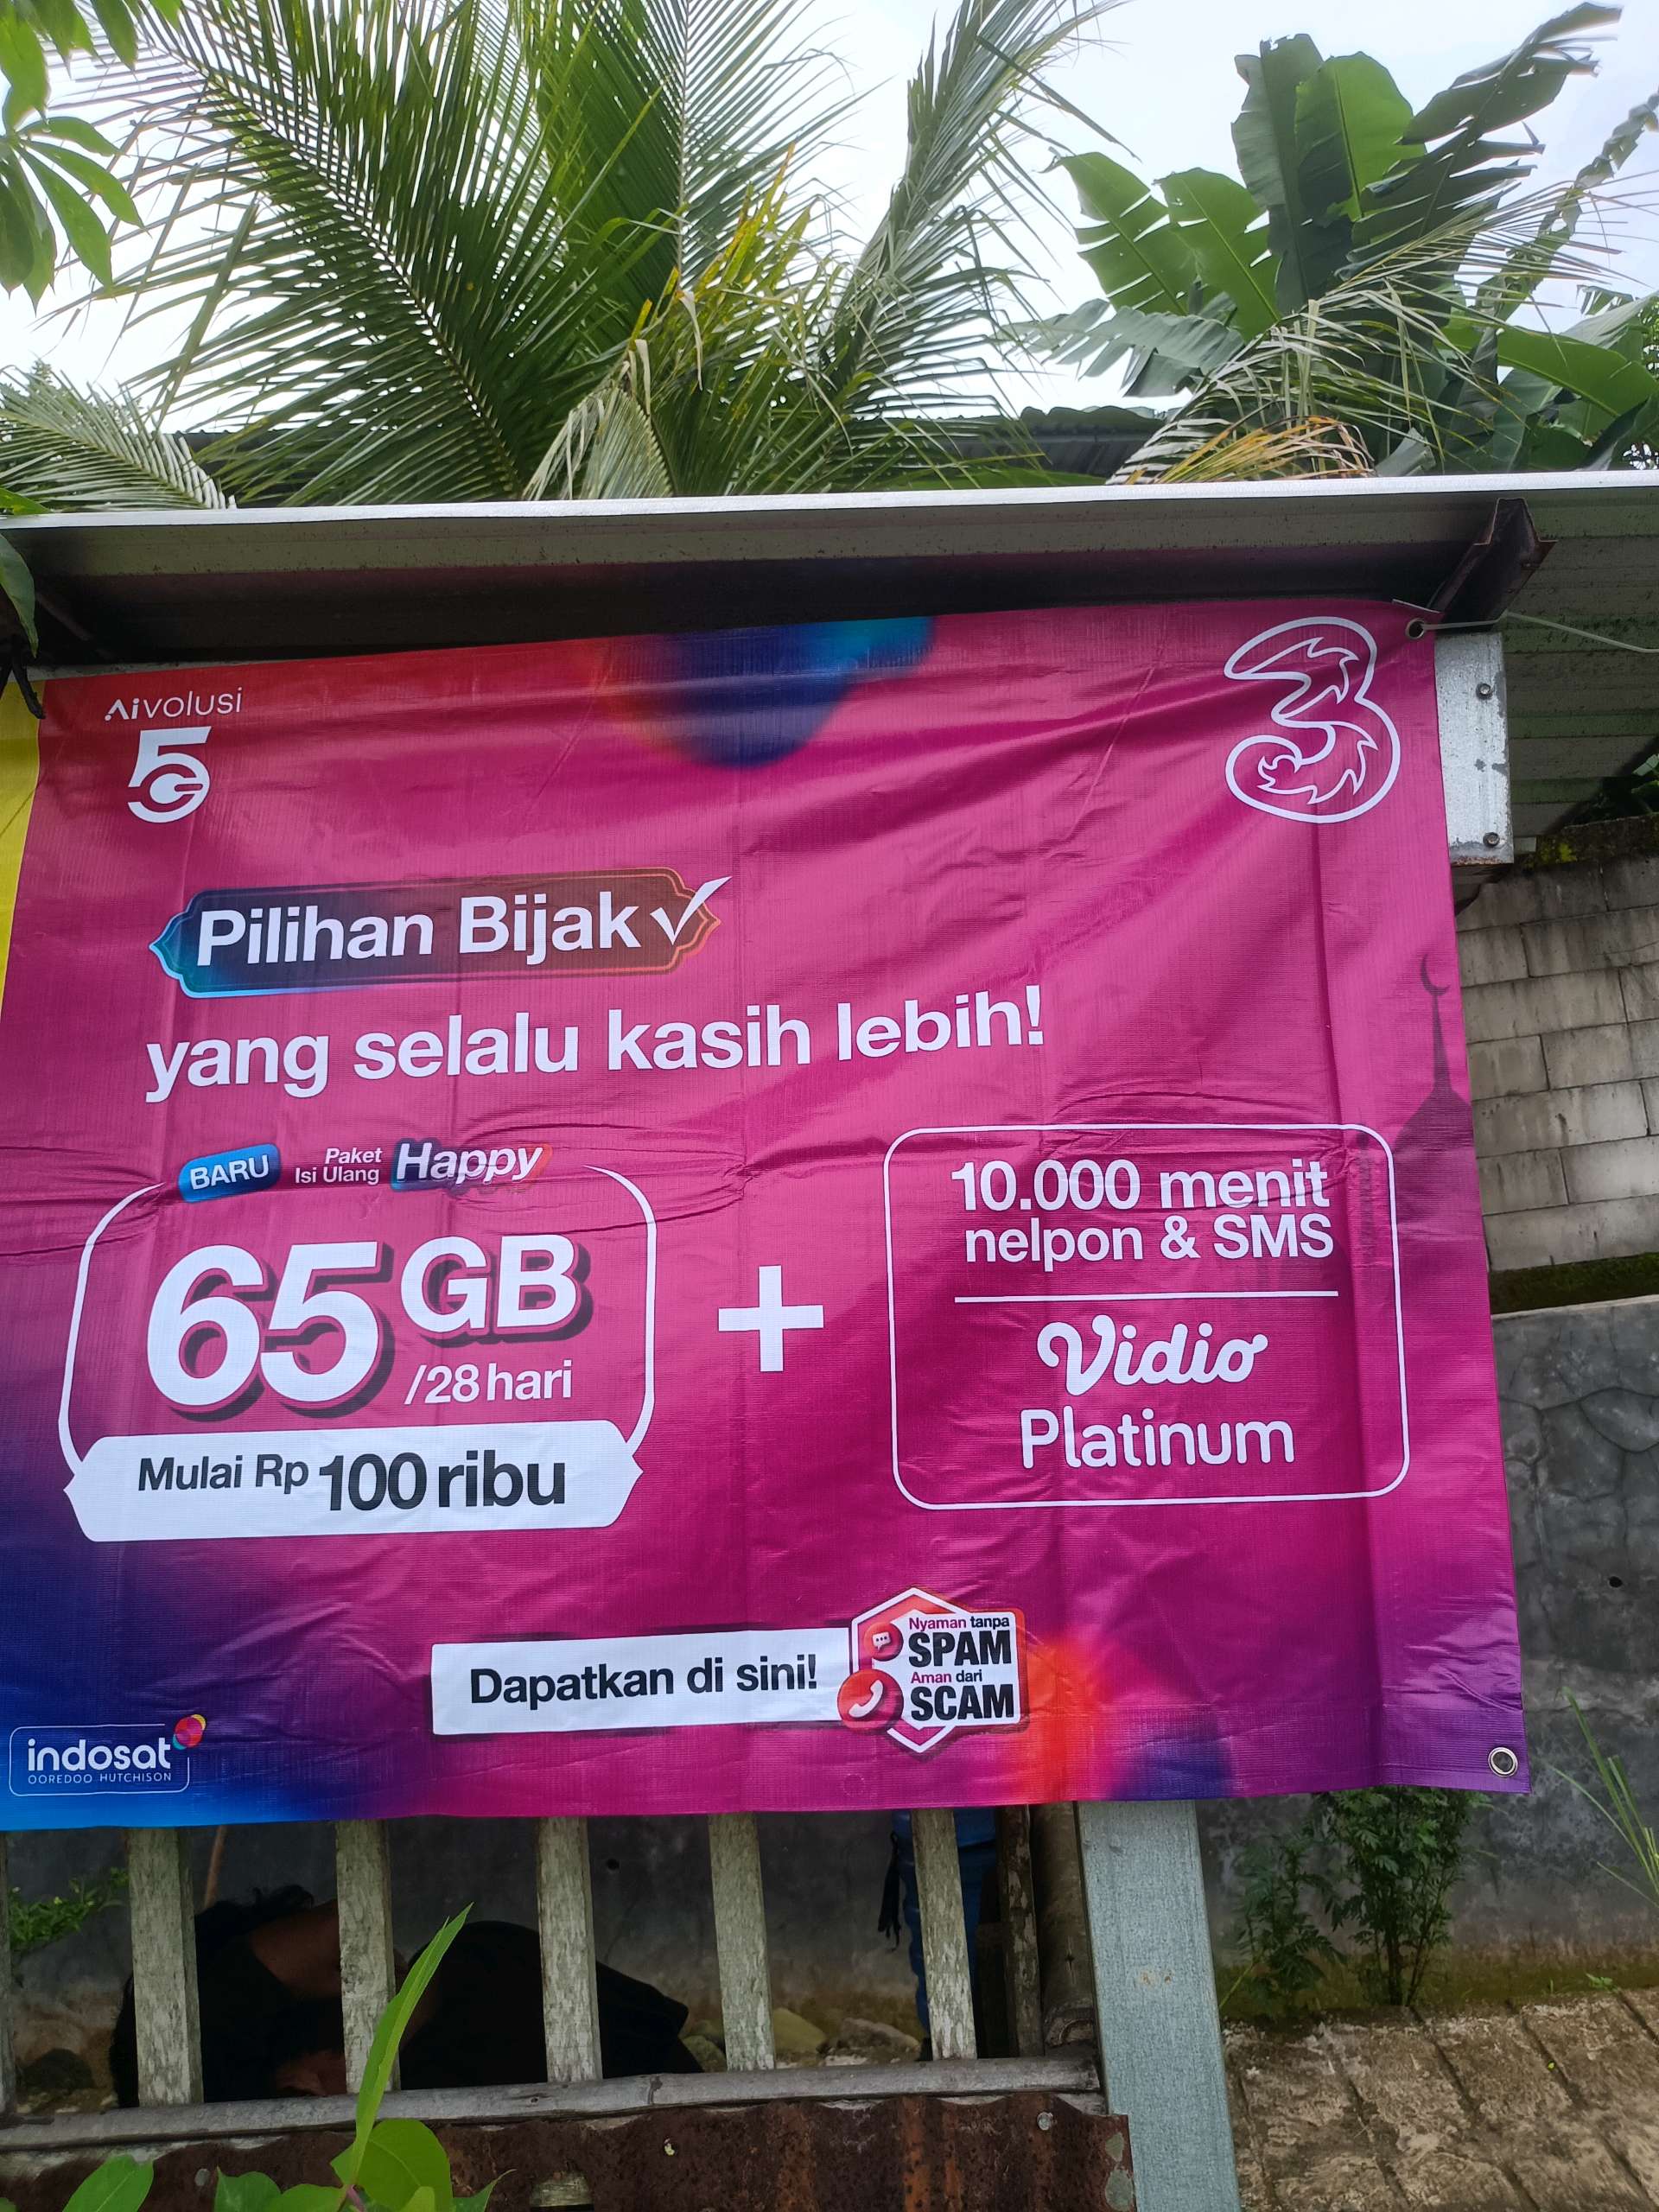 Aivolusi
5G
3
Pilihan Bijak
yang selalu kasih lebih!
BARU
Paket
Isi Ulang
Happy
65 GB
/28 hari
Mulai Rp 100 ribu
+
10.000 menit
nelpon & SMS
Vidio
Platinum
Dapatkan di sini!
Nyaman tanpa
SPAM
Aman dari
SCAM
indosat
OOREDOO HUTCHISON